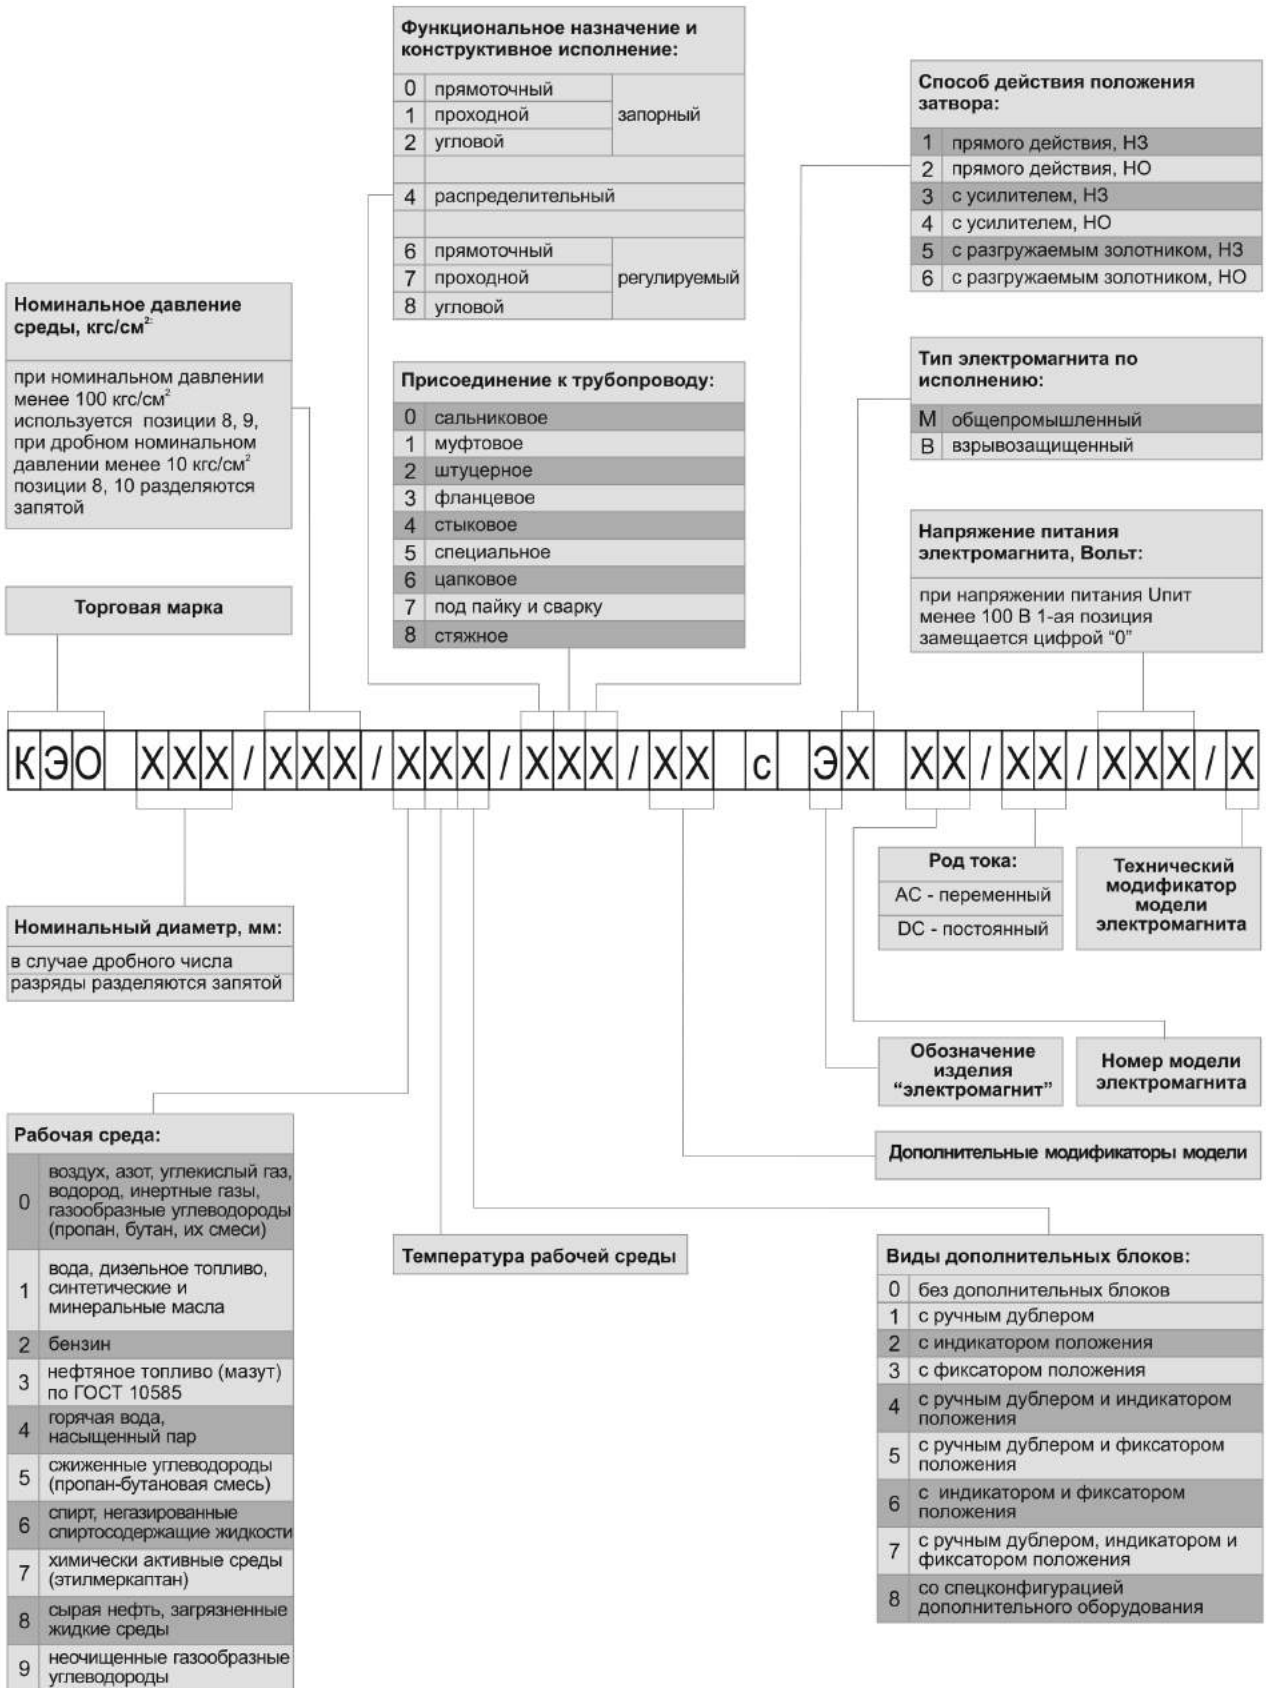 Функциональное назначение и
конструктивное исполнение:
0 прямоточный
1 проходной запорный
2 угловой
4 распределительный
6 прямоточный
7 проходной регулируемый
8 угловой
Способ действия положения
затвора:
1 прямого действия, НЗ
2 прямого действия, НО
3 с усилителем, НЗ
4 с усилителем, НО
5 с разгружаемым золотником, НЗ
6 с разгружаемым золотником, НО
Номинальное давление
среды, кгс/см²:
при номинальном давлении
менее 100 кгс/см²
используется позиции 8, 9,
при дробном номинальном
давлении менее 10 кгс/см²
позиции 8, 10 разделяются
запятой
Присоединение к трубопроводу:
0 сальниковое
1 муфтовое
2 штуцерное
3 фланцевое
4 стыковое
5 специальное
6 цапковое
7 под пайку и сварку
8 стяжное
Тип электромагнита по
исполнению:
М общепромышленный
В взрывозащищенный
Напряжение питания
электромагнита, Вольт:
при напряжении питания Uпит
менее 100 В 1-ая позиция
замещается цифрой “0”
Торговая марка
КЭО ХХХ/ХХХ/ХХХ/ХХХ/ХХ с ЭХ ХХ/ХХ/ХХХ/Х
Номинальный диаметр, мм:
в случае дробного числа
разряды разделяются запятой
Род тока:
АС - переменный
DC - постоянный
Технический
модификатор
модели
электромагнита
Обозначение
изделия
“электромагнит”
Номер модели
электромагнита
Дополнительные модификаторы модели
Рабочая среда:
0 воздух, азот, углекислый газ,
водород, инертные газы,
газообразные углеводороды
(пропан, бутан, их смеси)
1 вода, дизельное топливо,
синтетические и
минеральные масла
2 бензин
3 нефтяное топливо (мазут)
по ГОСТ 10585
4 горячая вода,
насыщенный пар
5 сжиженные углеводороды
(пропан-бутановая смесь)
6 спирт, негазированные
спиртосодержащие жидкости
7 химически активные среды
(этилмеркаптан)
8 сырая нефть, загрязненные
жидкие среды
9 неочищенные газообразные
углеводороды
Температура рабочей среды
Виды дополнительных блоков:
0 без дополнительных блоков
1 с ручным дублером
2 с индикатором положения
3 с фиксатором положения
4 с ручным дублером и индикатором
положения
5 с ручным дублером и фиксатором
положения
6 с индикатором и фиксатором
положения
7 с ручным дублером, индикатором и
фиксатором положения
8 со спецконфигурацией
дополнительного оборудования